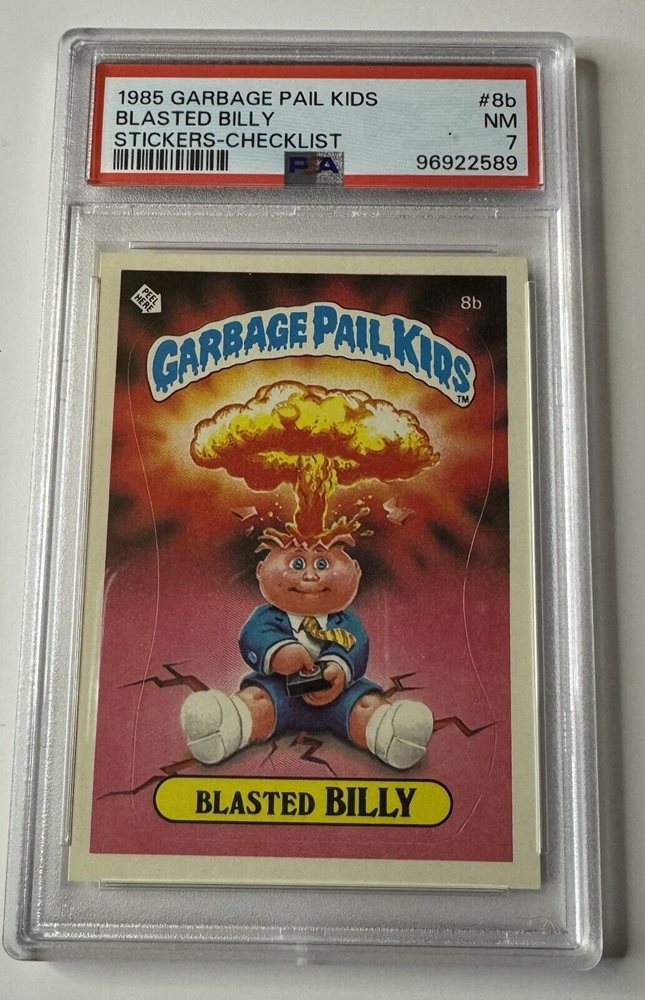 1985 GARBAGE PAIL KIDS #8b
BLASTED BILLY NM
STICKERS-CHECKLIST 7
PSA 96922589
PEEL HERE
8b
GARBAGE PAIL KIDS
TM
BLASTED BILLY